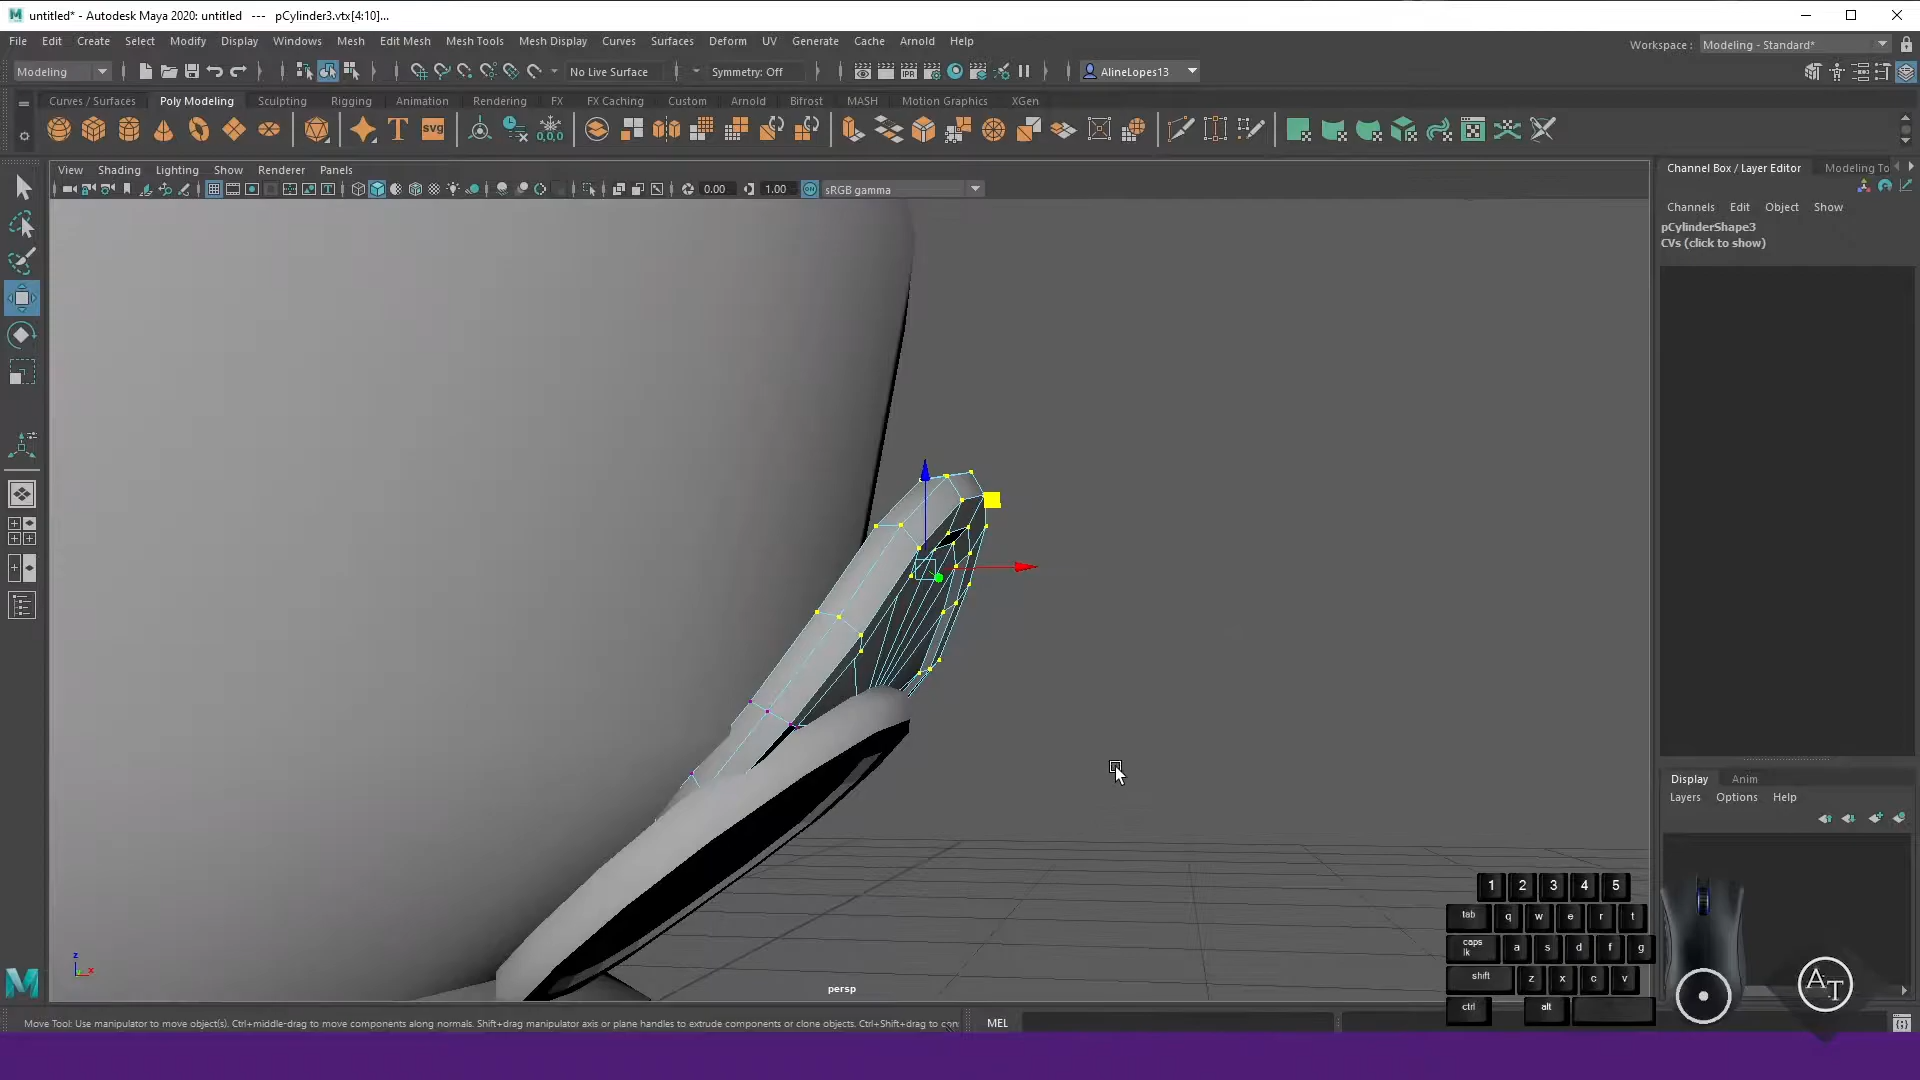 untitled* - Autodesk Maya 2020: untitled --- pCylinder3.vtx[4:10]...
File Edit Create Select Modify Display Windows Mesh Edit Mesh Mesh Tools Mesh Display Curves Surfaces Deform UV Generate Cache Arnold Help
Workspace : Modeling - Standard*
Modeling No Live Surface Symmetry: Off IPR AlineLopes13
Curves / Surfaces Poly Modeling Sculpting Rigging Animation Rendering FX FX Caching Custom Arnold Bifrost MASH Motion Graphics XGen
T SVG 0,0,0
View Shading Lighting Show Renderer Panels
0.00 1.00 ON sRGB gamma
Channel Box / Layer Editor Modeling To
Channels Edit Object Show
pCylinderShape3
CVs (click to show)
Display Anim
Layers Options Help
1 2 3 4 5
tab q w e r t
caps lk a s d f g
shift z x c v
ctrl alt
AT
z
x
persp
M
Move Tool: Use manipulator to move object(s). Ctrl+middle-drag to move components along normals. Shift+drag manipulator axis or plane handles to extrude components or clone objects. Ctrl+Shift+drag to con
MEL